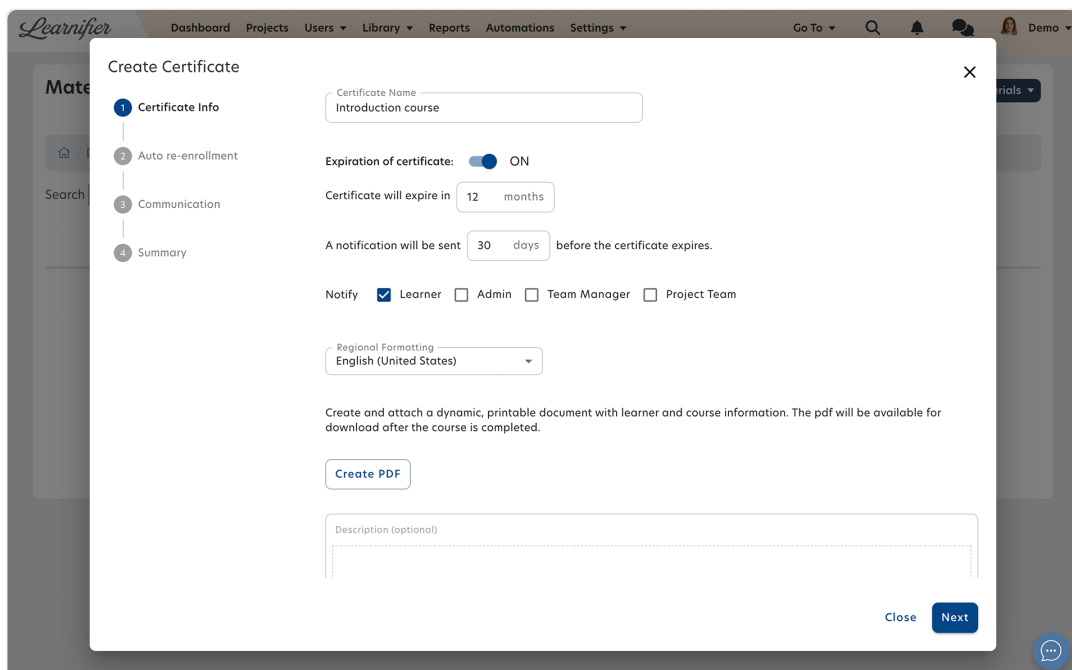 Learnifier
Dashboard Projects Users Library Reports Automations Settings Go To Demo
Create Certificate
Mate
rials
1 Certificate Info
2 Auto re-enrollment
3 Communication
4 Summary
/
Search
Certificate Name
Introduction course
Expiration of certificate: ON
Certificate will expire in 12 months
A notification will be sent 30 days before the certificate expires.
Notify Learner Admin Team Manager Project Team
Regional Formatting
English (United States)
Create and attach a dynamic, printable document with learner and course information. The pdf will be available for
download after the course is completed.
Create PDF
Description (optional)
Close Next